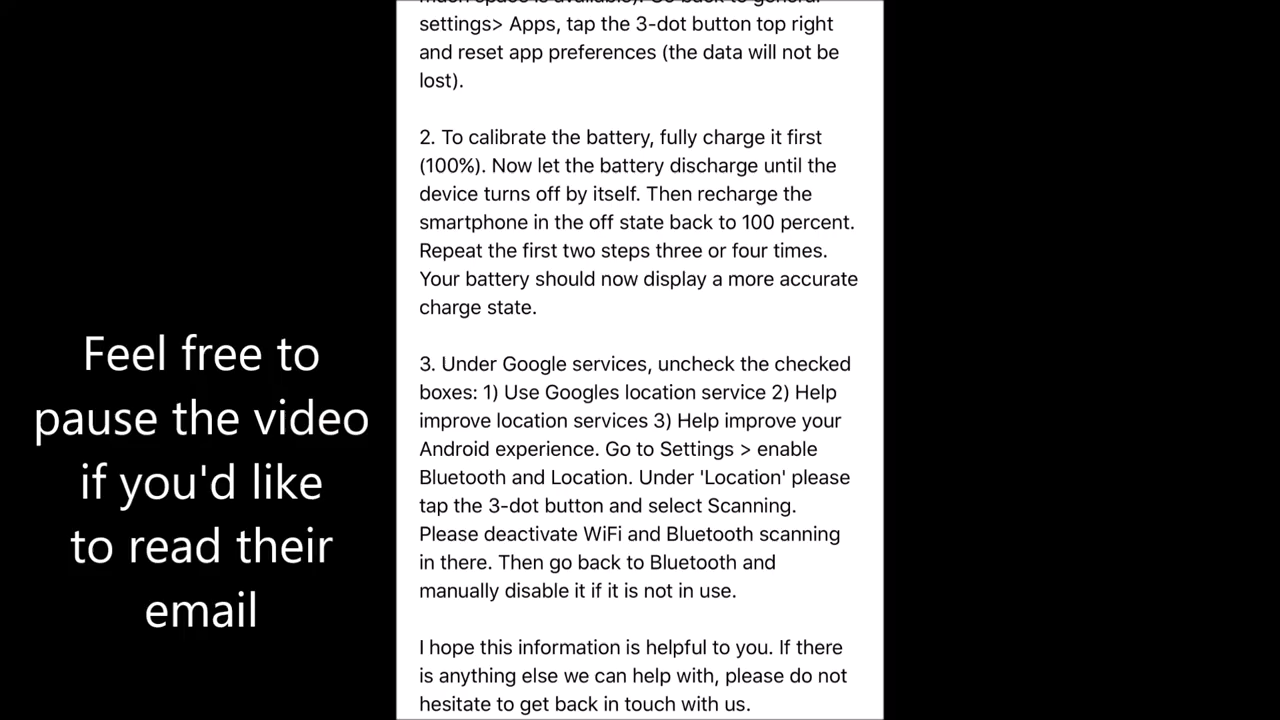 Feel free to
pause the video
if you'd like
to read their
email
much space is available). Go back to general
settings> Apps, tap the 3-dot button top right
and reset app preferences (the data will not be
lost).
2. To calibrate the battery, fully charge it first
(100%). Now let the battery discharge until the
device turns off by itself. Then recharge the
smartphone in the off state back to 100 percent.
Repeat the first two steps three or four times.
Your battery should now display a more accurate
charge state.
3. Under Google services, uncheck the checked
boxes: 1) Use Googles location service 2) Help
improve location services 3) Help improve your
Android experience. Go to Settings > enable
Bluetooth and Location. Under 'Location' please
tap the 3-dot button and select Scanning.
Please deactivate WiFi and Bluetooth scanning
in there. Then go back to Bluetooth and
manually disable it if it is not in use.
I hope this information is helpful to you. If there
is anything else we can help with, please do not
hesitate to get back in touch with us.